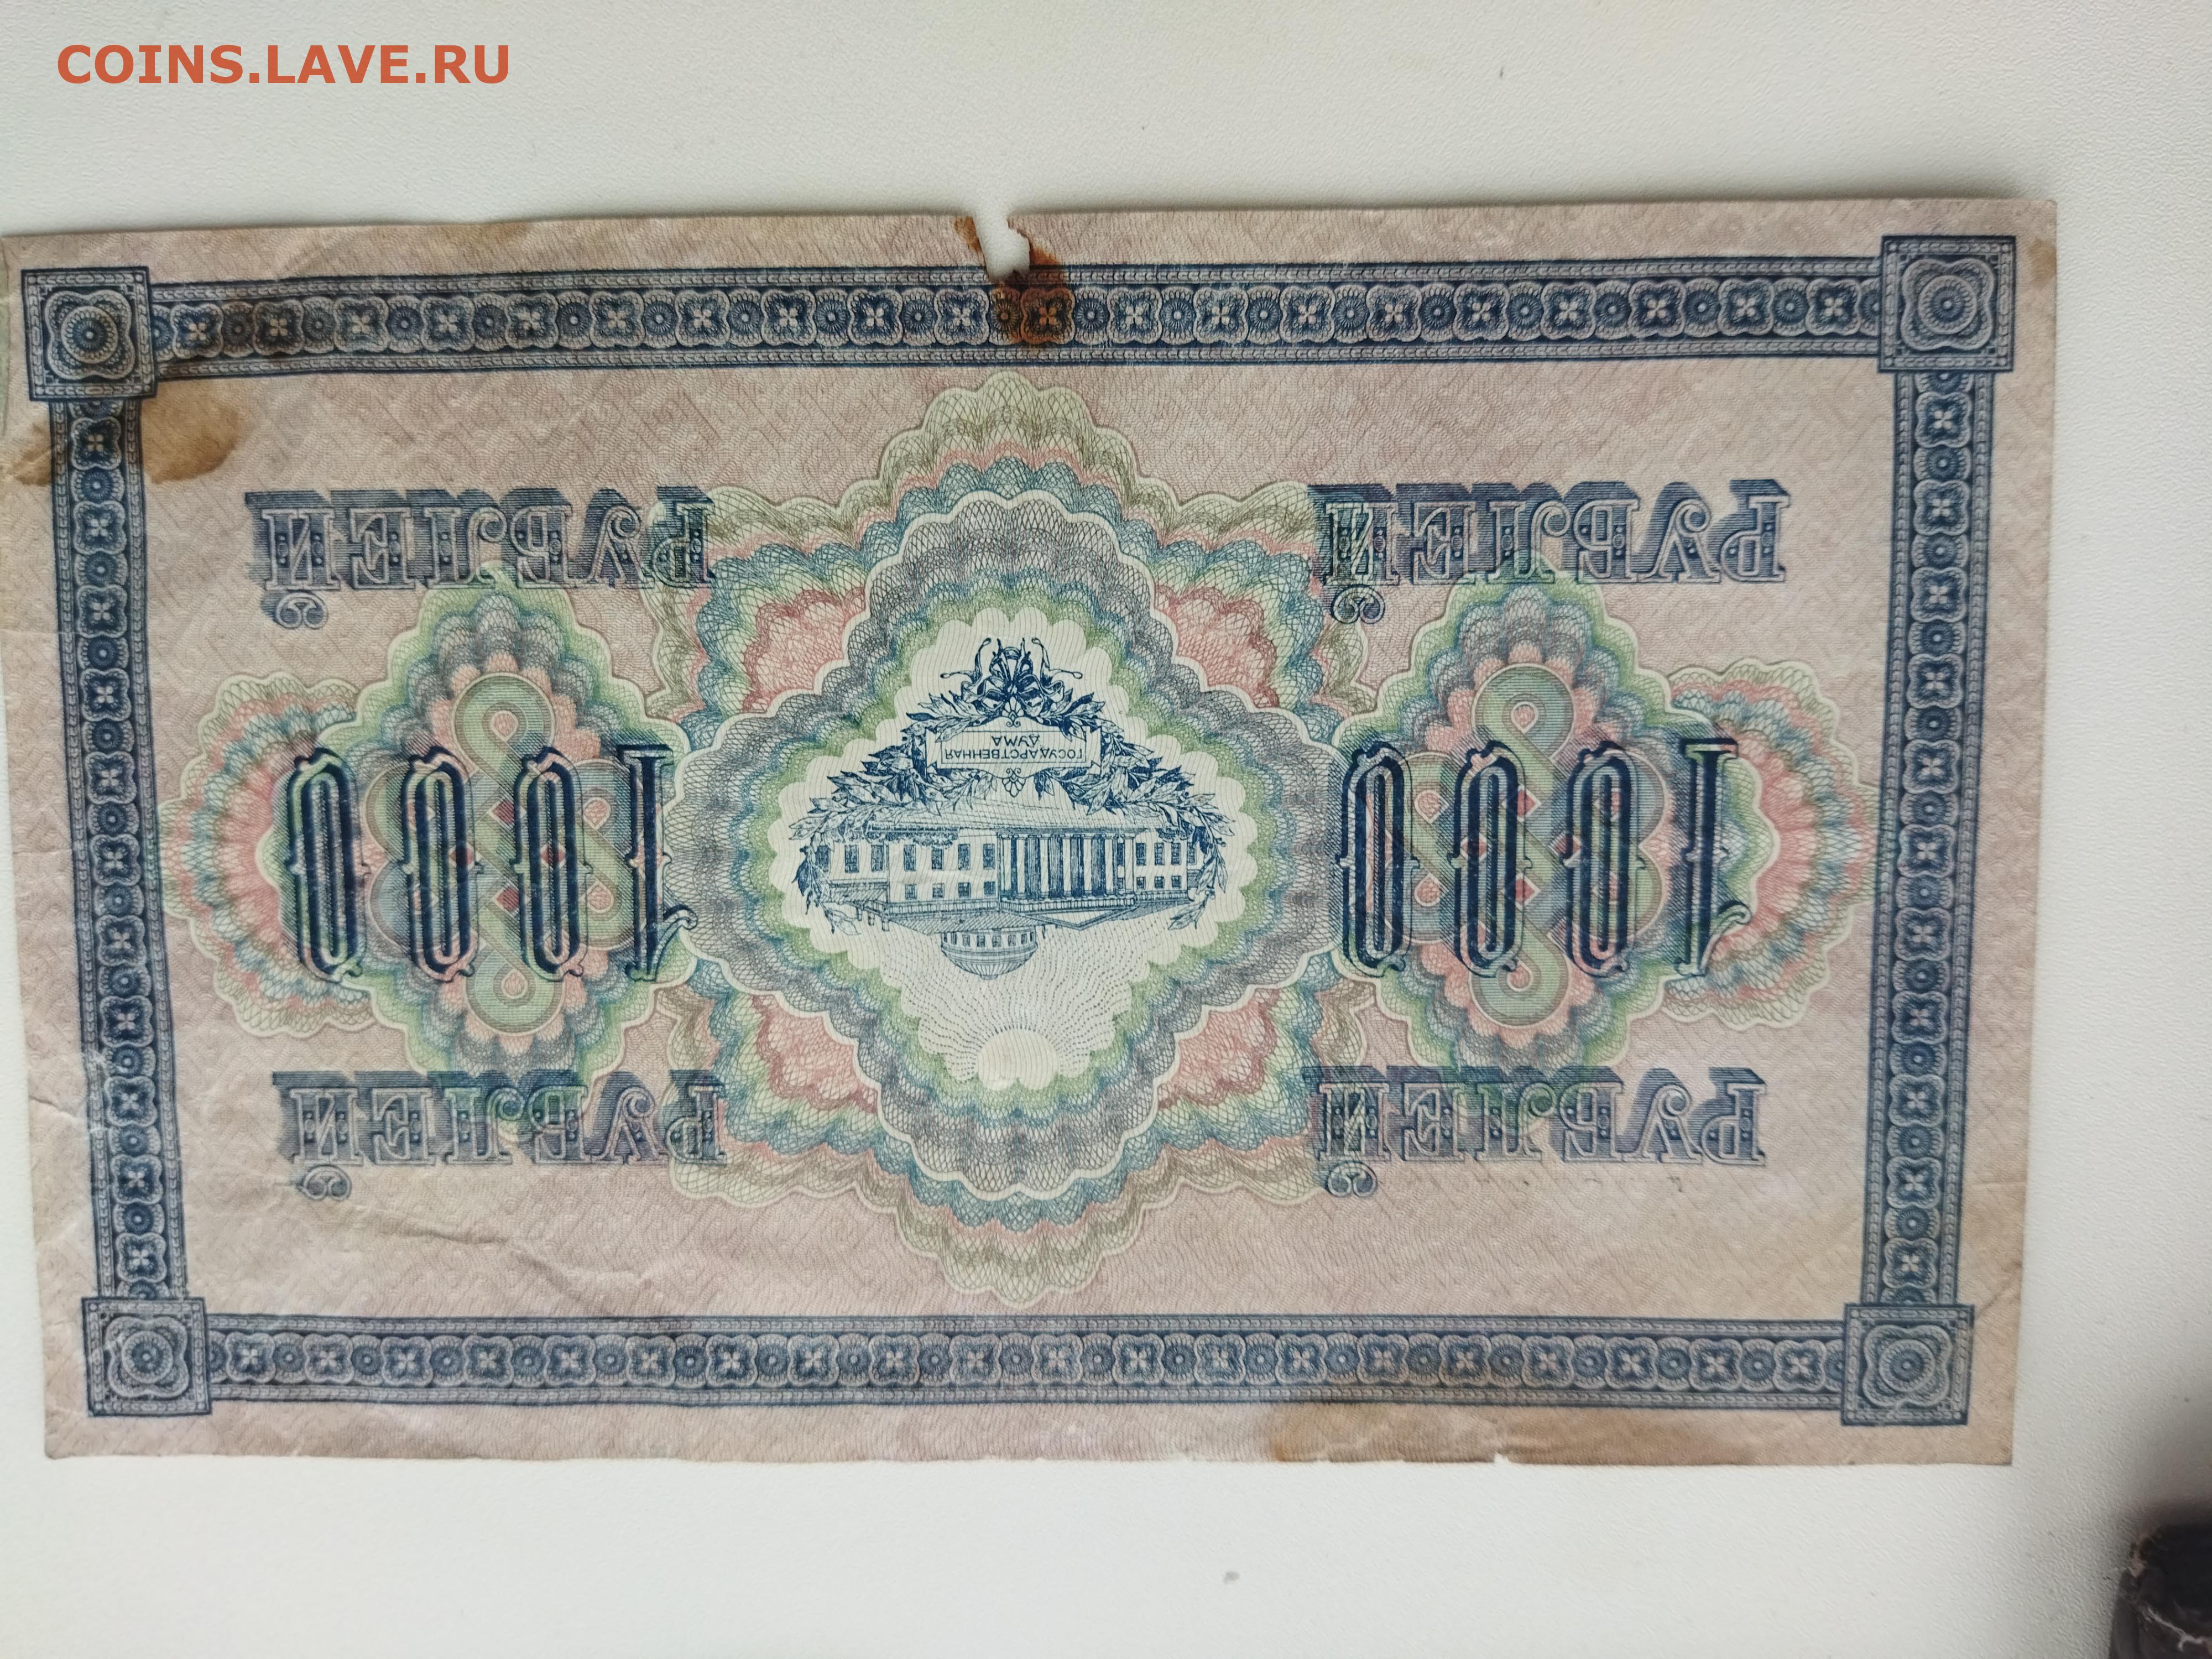 COINS.LAVE.RU
РУБЛЕЙ РУБЛЕЙ
1000 1000
ГОСУДАРСТВЕННАЯ
ДУМА
РУБЛЕЙ РУБЛЕЙ